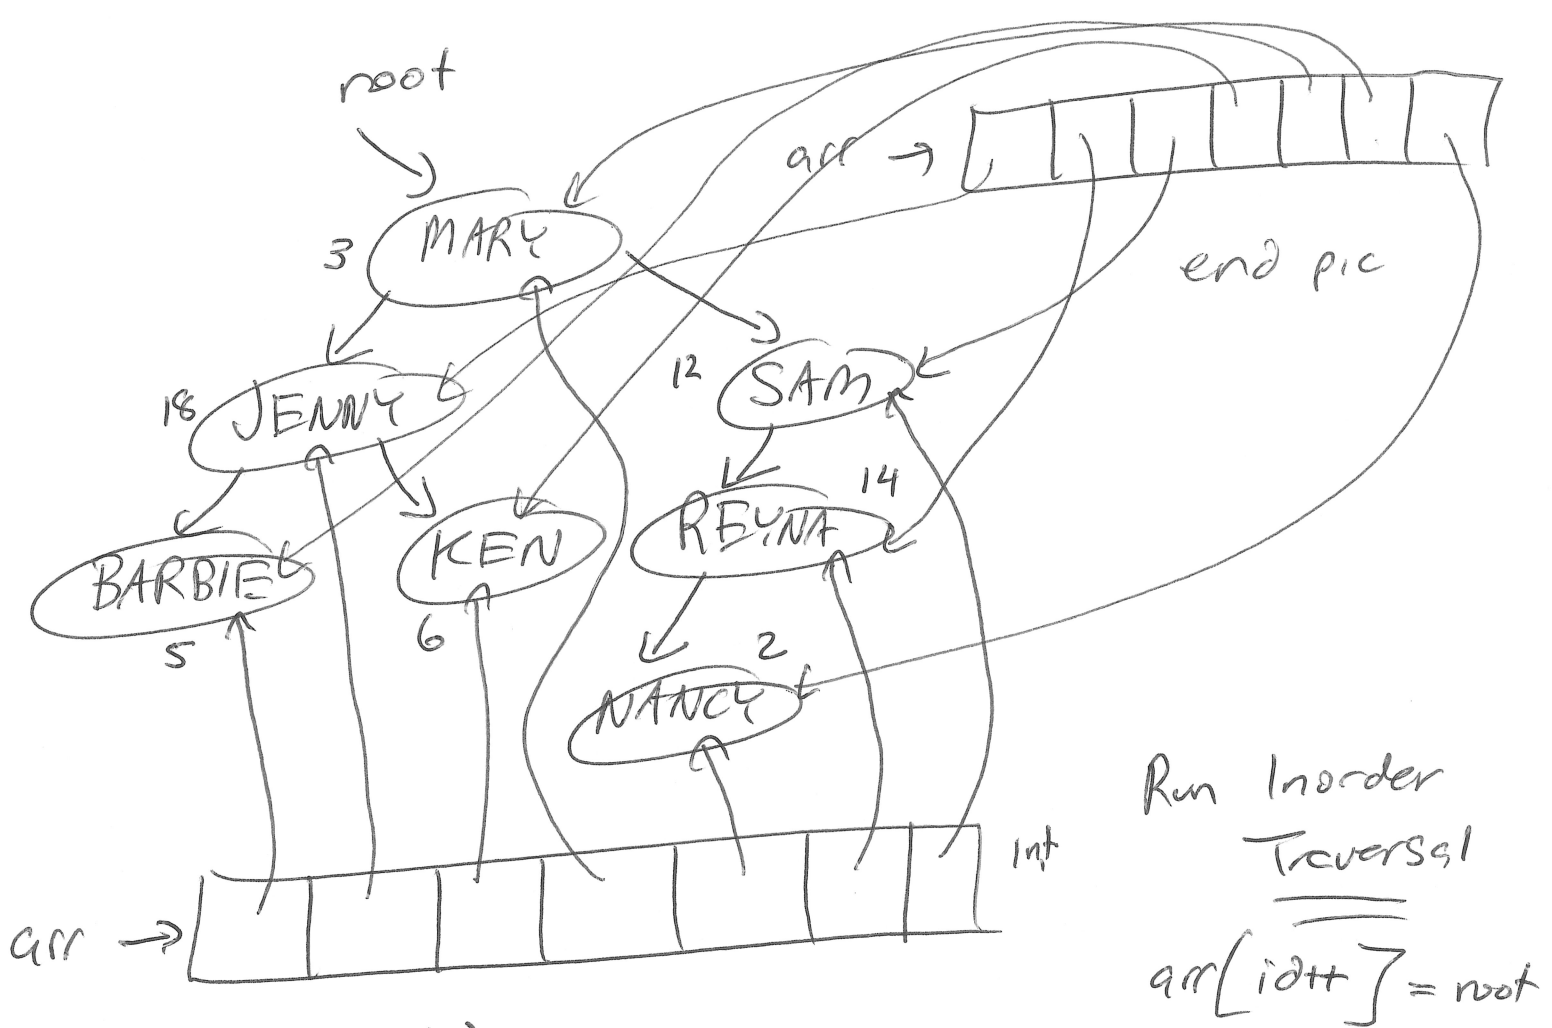 root
arr →
MARY
3
end pic
12
SAM
18
JENNY
14
REYNA
KEN
BARBIE
6
5
2
NANCY
Run Inorder
Traversal
Int
arr →
arr[idx++] = root